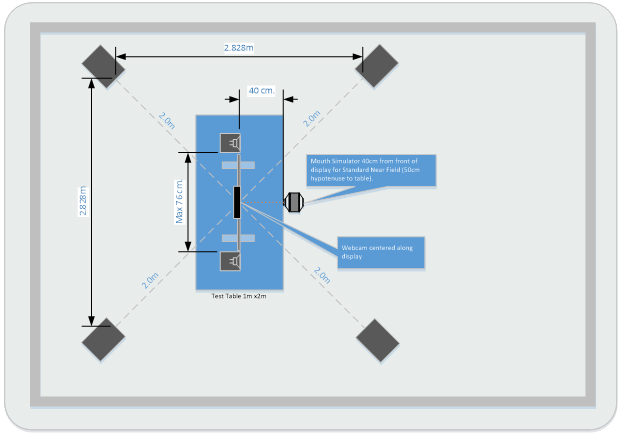 2.828m
40 cm.
2.0m
2.0m
Mouth Simulator 40cm from front of
display for Standard Near Field (50cm
hypotenuse to table).
2.828m
Max 76cm.
Webcam centered along
display
2.0m
2.0m
Test Table 1m x2m